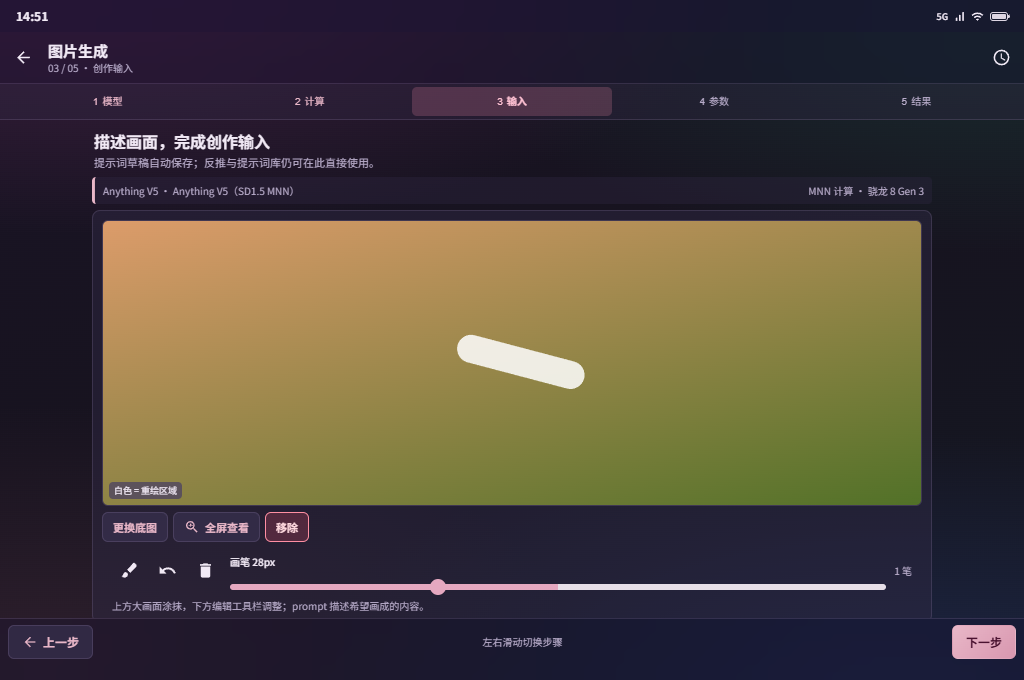 14:51
5G
图片生成
03 / 05 · 创作输入
1 模型
2 计算
3 输入
4 参数
5 结果
描述画面，完成创作输入
提示词草稿自动保存；反推与提示词库仍可在此直接使用。
Anything V5 · Anything V5（SD1.5 MNN）
MNN 计算 · 骁龙 8 Gen 3
白色 = 重绘区域
更换底图
全屏查看
移除
画笔 28px
1 笔
上方大画面涂抹，下方编辑工具栏调整；prompt 描述希望画成的内容。
上一步
左右滑动切换步骤
下一步